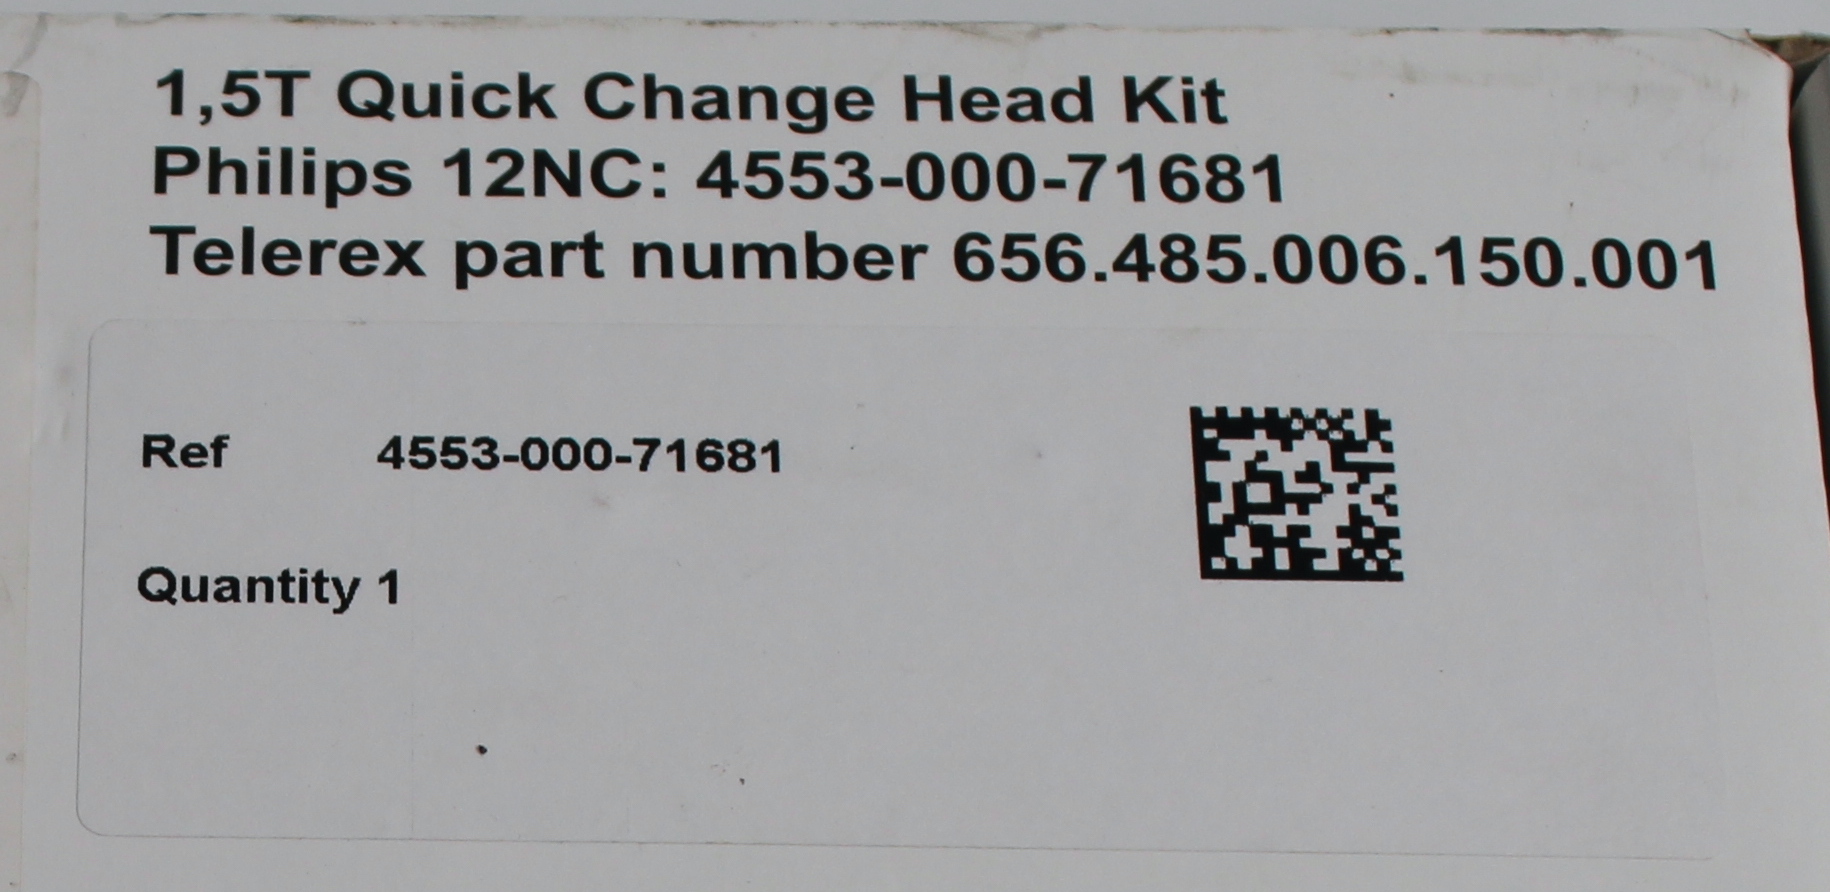 1,5T Quick Change Head Kit
Philips 12NC: 4553-000-71681
Telerex part number 656.485.006.150.001
Ref 4553-000-71681
Quantity 1